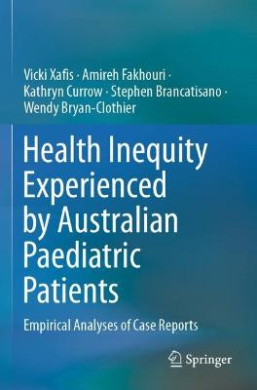 Vicki Xafis · Amireh Fakhouri ·
Kathryn Currow · Stephen Brancatisano ·
Wendy Bryan-Clothier
Health Inequity
Experienced
by Australian
Paediatric
Patients
Empirical Analyses of Case Reports
Springer